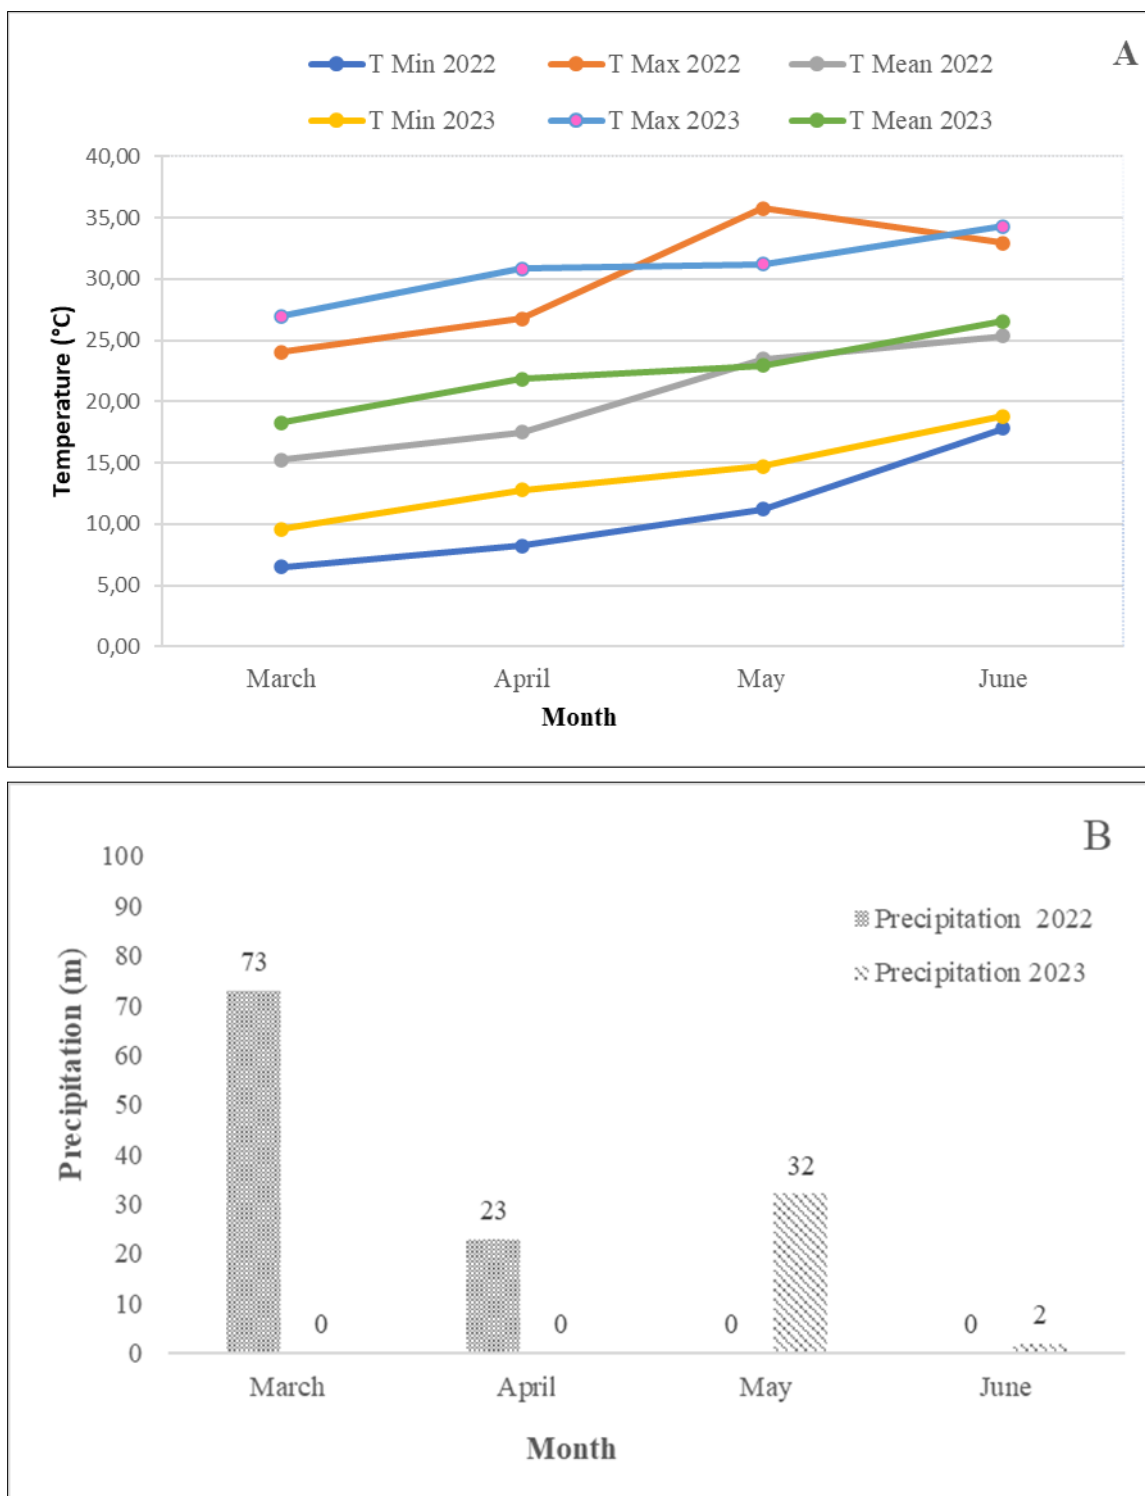 A
T Min 2022 T Max 2022 T Mean 2022
T Min 2023 T Max 2023 T Mean 2023
40,00
35,00
30,00
25,00
20,00
15,00
10,00
5,00
0,00
Temperature (°C)
March April May June
Month
B
100
90
80
70
60
50
40
30
20
10
0
Precipitation (m)
Precipitation 2022
Precipitation 2023
73 0 23 0 0 32 0 2
March April May June
Month